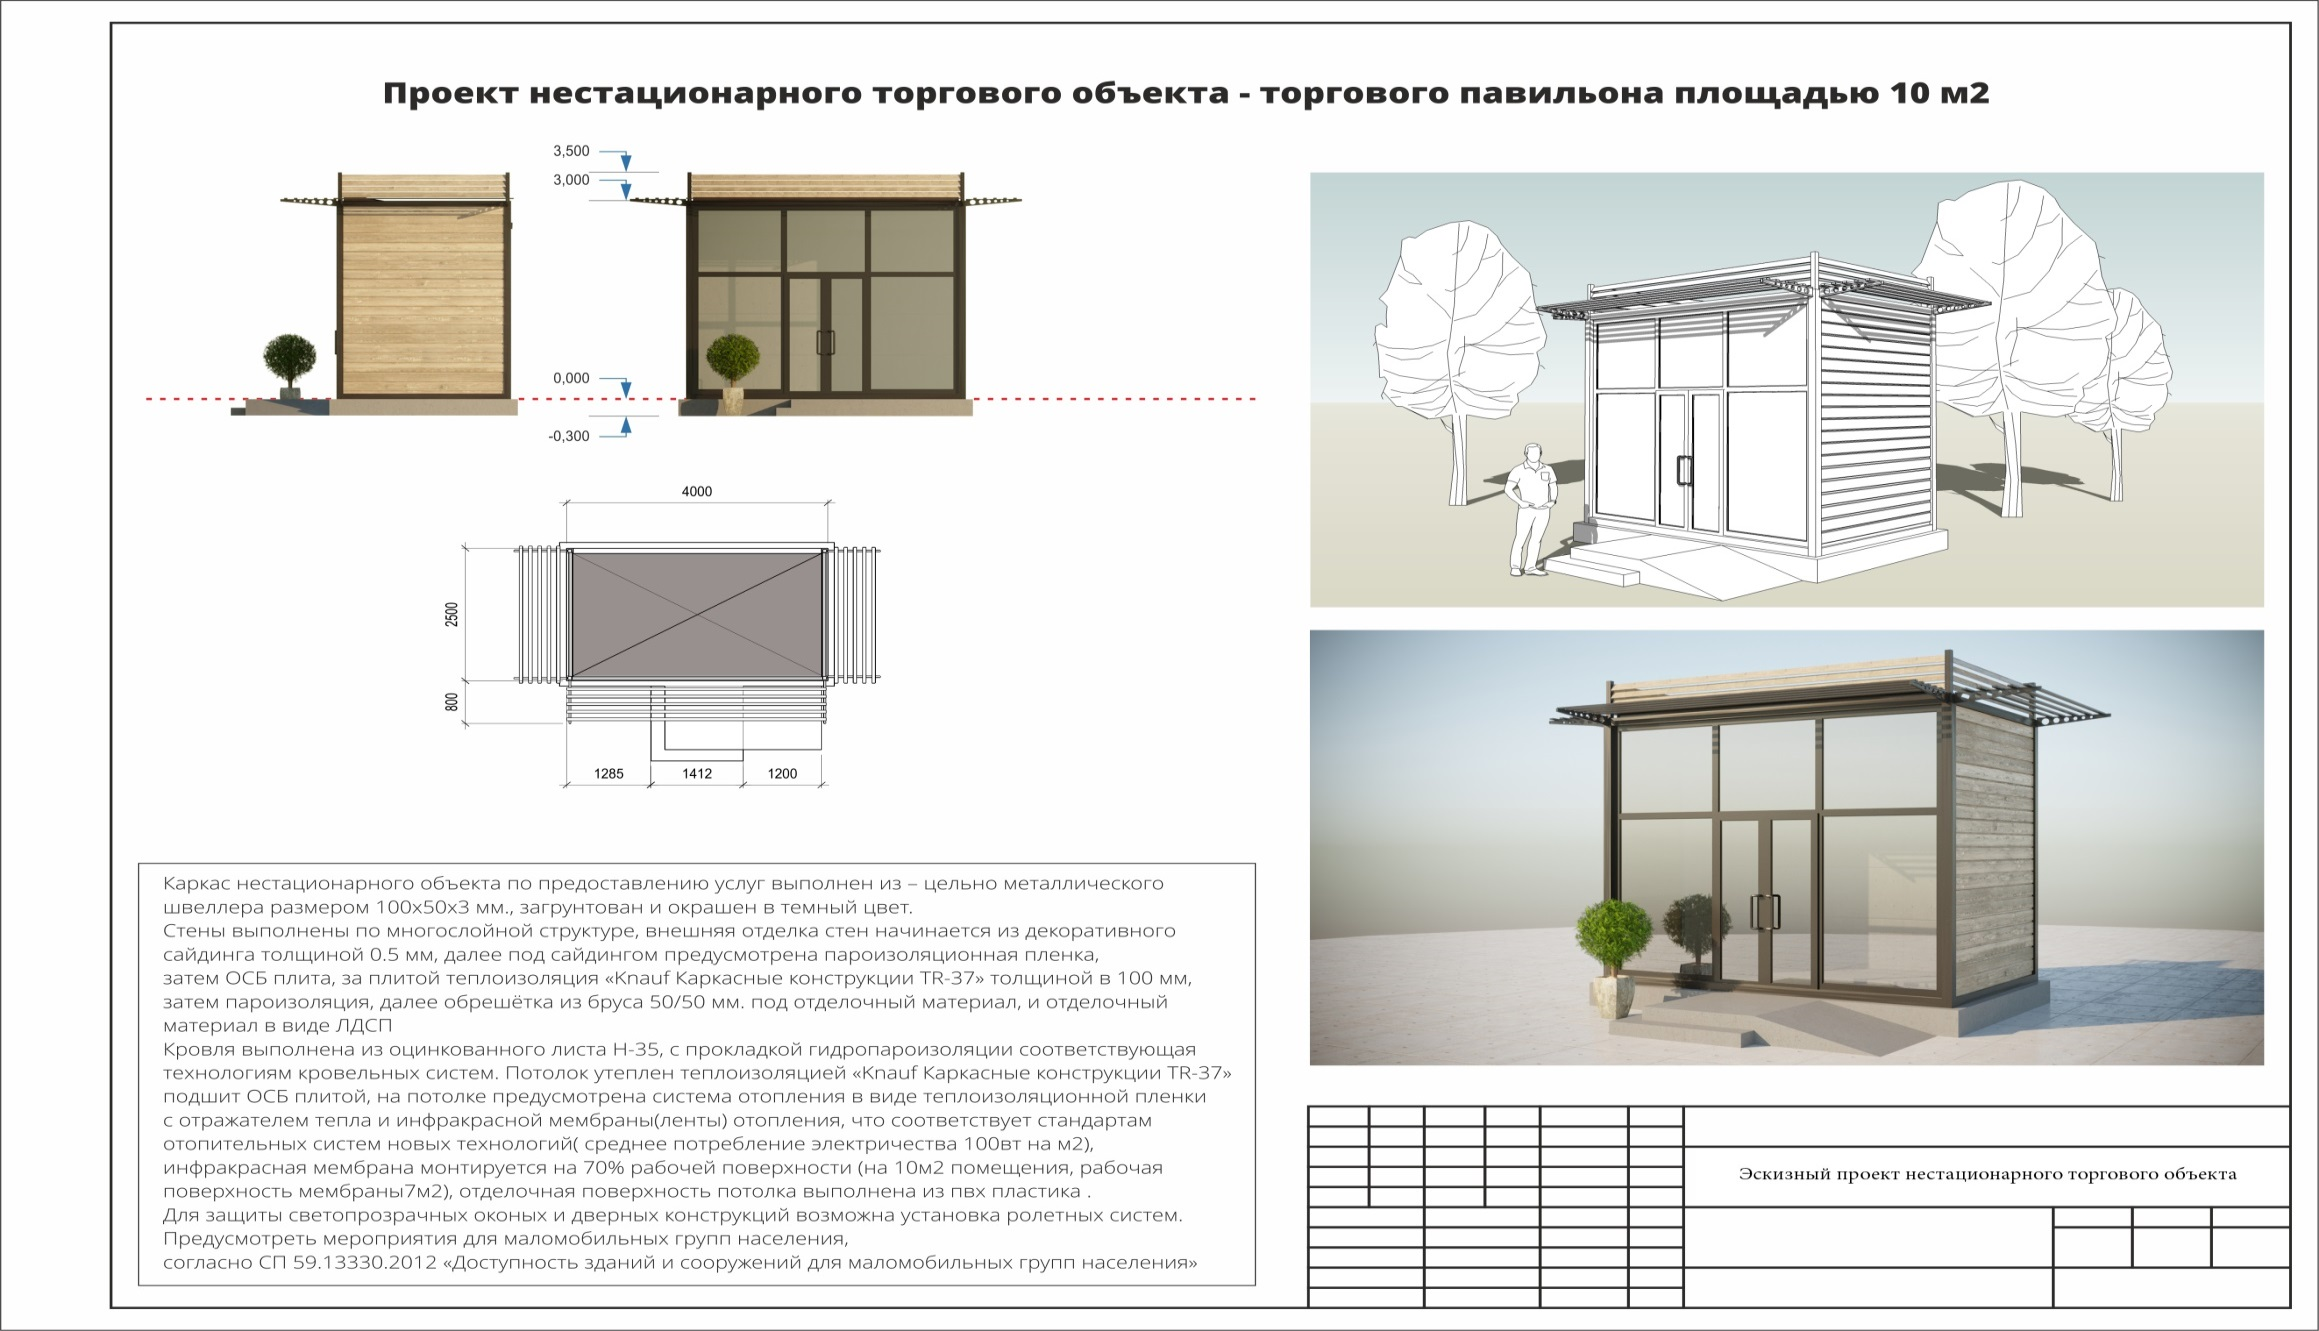 Проект нестационарного торгового объекта - торгового павильона площадью 10 м2
3,500
3,000
0,000
-0,300
4000
2500
800
1285
1412
1200
Каркас нестационарного объекта по предоставлению услуг выполнен из – цельно металлического
швеллера размером 100x50x3 мм., загрунтован и окрашен в темный цвет.
Стены выполнены по многослойной структуре, внешняя отделка стен начинается из декоративного
сайдинга толщиной 0.5 мм, далее под сайдингом предусмотрена пароизоляционная пленка,
затем ОСБ плита, за плитой теплоизоляция «Knauf Каркасные конструкции TR-37» толщиной в 100 мм,
затем пароизоляция, далее обрешётка из бруса 50/50 мм. под отделочный материал, и отделочный
материал в виде ЛДСП
Кровля выполнена из оцинкованного листа Н-35, с прокладкой гидропароизоляции соответствующая
технологиям кровельных систем. Потолок утеплен теплоизоляцией «Knauf Каркасные конструкции TR-37»
подшит ОСБ плитой, на потолке предусмотрена система отопления в виде теплоизоляционной пленки
с отражателем тепла и инфракрасной мембраны(ленты) отопления, что соответствует стандартам
отопительных систем новых технологий( среднее потребление электричества 100вт на м2),
инфракрасная мембрана монтируется на 70% рабочей поверхности (на 10м2 помещения, рабочая
поверхность мембраны7м2), отделочная поверхность потолка выполнена из пвх пластика .
Для защиты светопрозрачных оконых и дверных конструкций возможна установка ролетных систем.
Предусмотреть мероприятия для маломобильных групп населения,
согласно СП 59.13330.2012 «Доступность зданий и сооружений для маломобильных групп населения»
Эскизный проект нестационарного торгового объекта